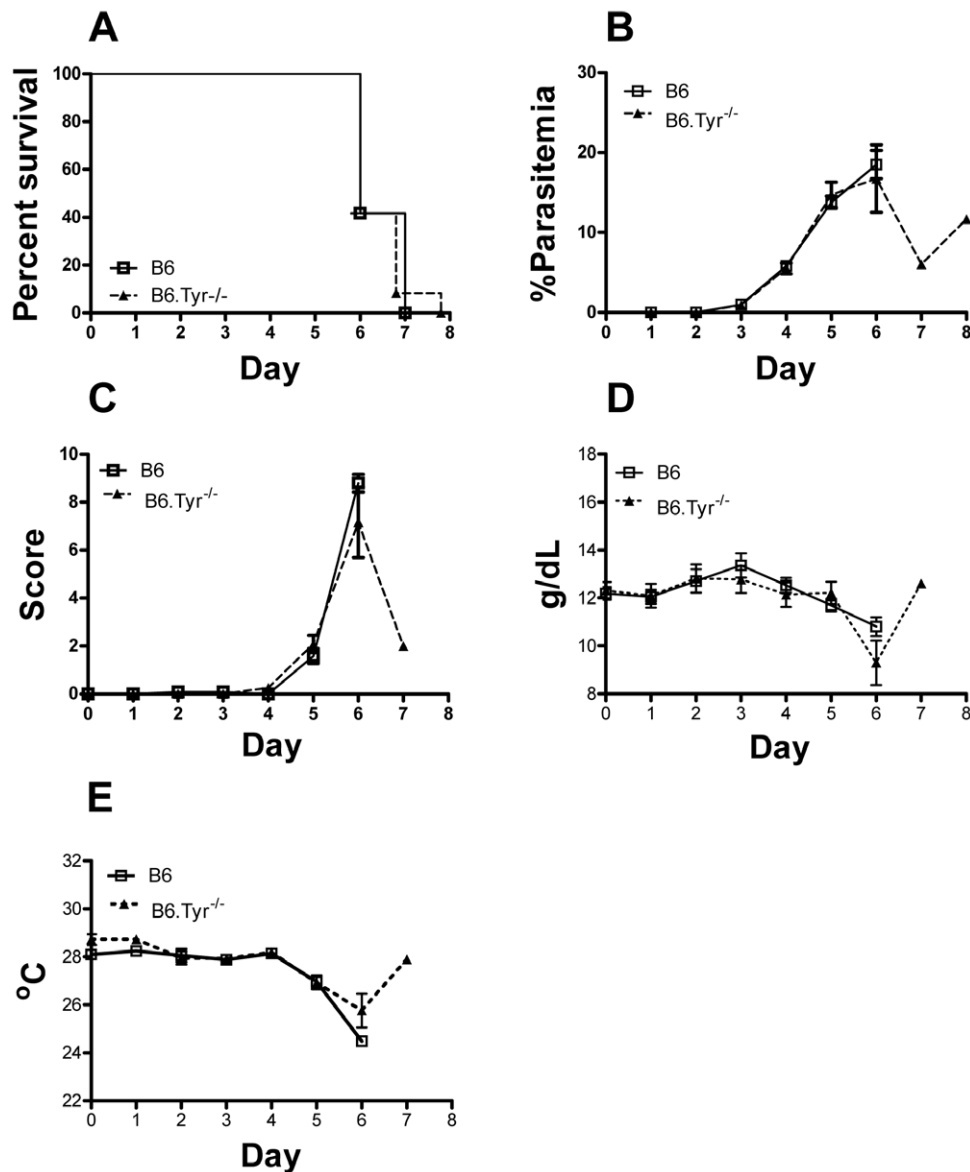 A
Percent survival
100
80
60
40
20
0
B6
B6.Tyr-/-
0 1 2 3 4 5 6 7 8
Day
B
%Parasitemia
30
20
10
0
B6
B6.Tyr-/-
0 1 2 3 4 5 6 7 8
Day
C
Score
10
8
6
4
2
0
B6
B6.Tyr-/-
0 1 2 3 4 5 6 7 8
Day
D
g/dL
18
16
14
12
10
8
B6
B6.Tyr-/-
0 1 2 3 4 5 6 7 8
Day
E
ºC
32
30
28
26
24
22
B6
B6.Tyr-/-
0 1 2 3 4 5 6 7 8
Day